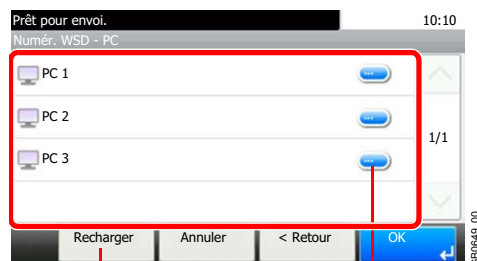 Prêt pour envoi. 10:10
Numér. WSD - PC
PC 1
PC 2
1/1
PC 3
Recharger Annuler < Retour OK